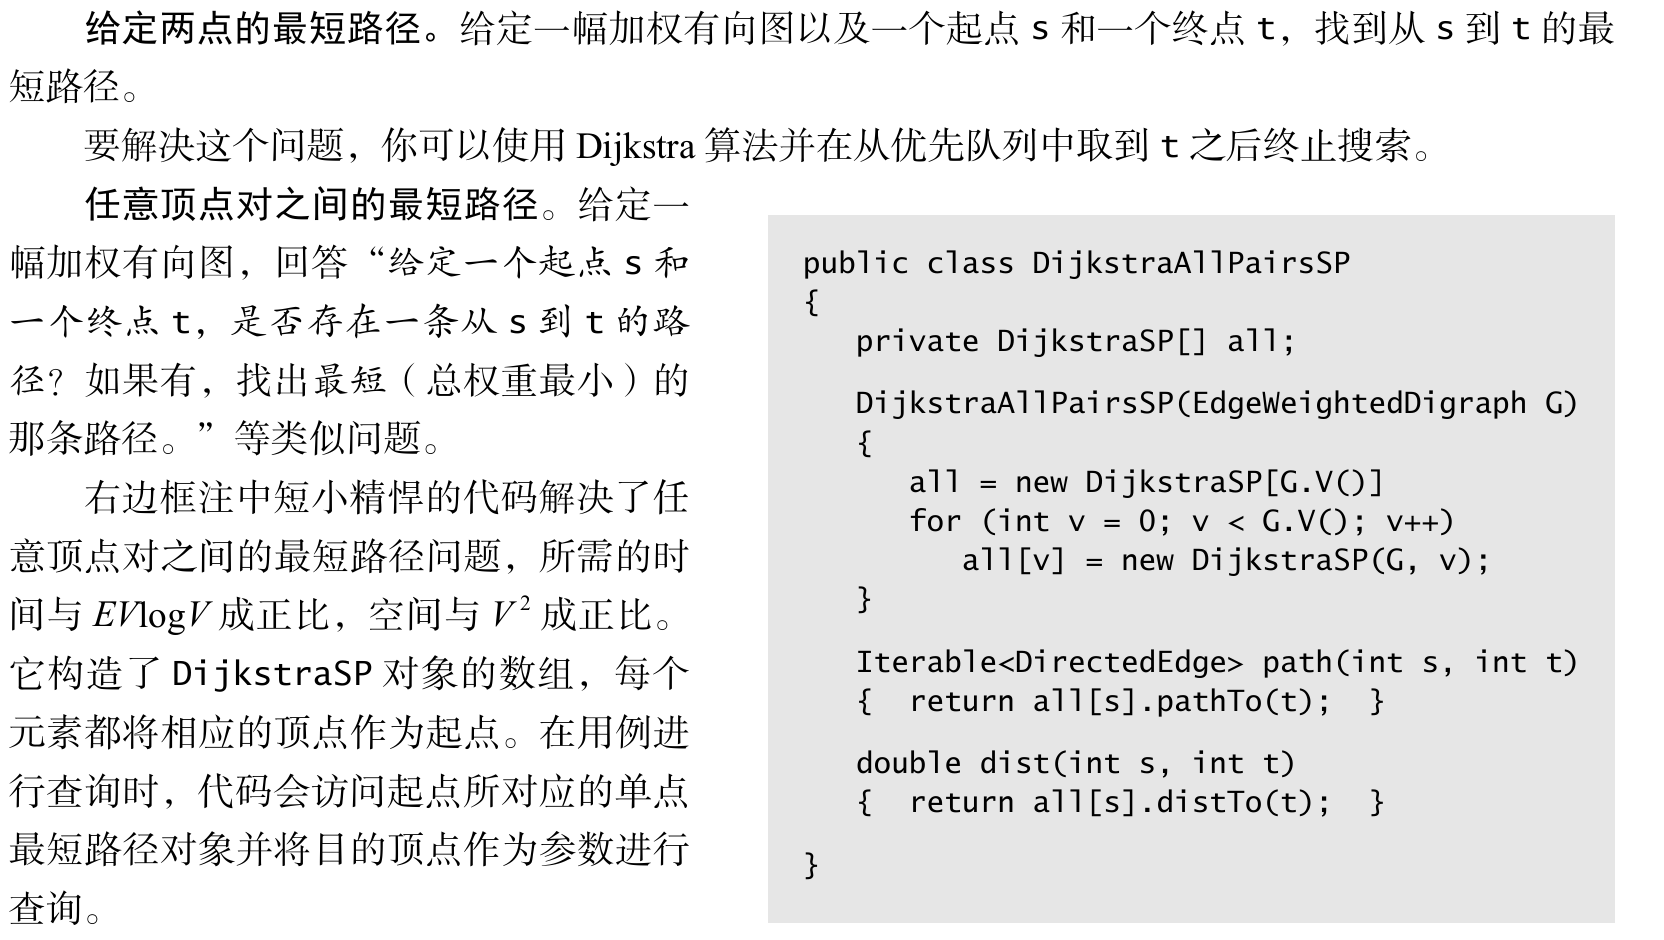 给定两点的最短路径。给定一幅加权有向图以及一个起点 s 和一个终点 t，找到从 s 到 t 的最
短路径。
要解决这个问题，你可以使用 Dijkstra 算法并在从优先队列中取到 t 之后终止搜索。
任意顶点对之间的最短路径。给定一
幅加权有向图，回答“给定一个起点 s 和
一个终点 t，是否存在一条从 s 到 t 的路
径？如果有，找出最短（总权重最小）的
那条路径。”等类似问题。
右边框注中短小精悍的代码解决了任
意顶点对之间的最短路径问题，所需的时
间与 EVlogV 成正比，空间与 V² 成正比。
它构造了 DijkstraSP 对象的数组，每个
元素都将相应的顶点作为起点。在用例进
行查询时，代码会访问起点所对应的单点
最短路径对象并将目的顶点作为参数进行
查询。
public class DijkstraAllPairsSP
{
   private DijkstraSP[] all;
   DijkstraAllPairsSP(EdgeWeightedDigraph G)
   {
      all = new DijkstraSP[G.V()]
      for (int v = 0; v < G.V(); v++)
         all[v] = new DijkstraSP(G, v);
   }
   Iterable<DirectedEdge> path(int s, int t)
   {  return all[s].pathTo(t);  }
   double dist(int s, int t)
   {  return all[s].distTo(t);  }
}